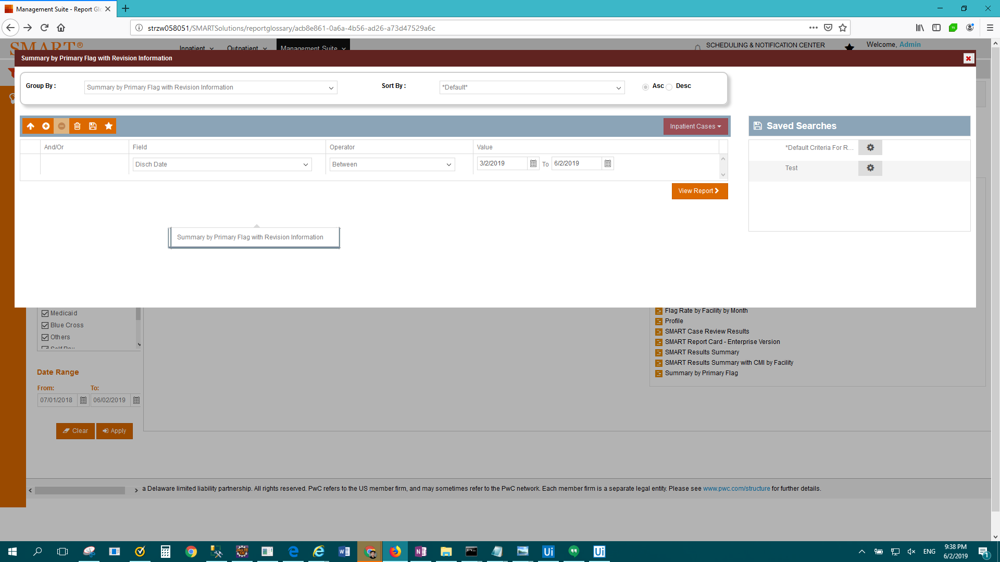 Management Suite - Report Glo
strzw058051/SMARTSolutions/reportglossary/acb8e861-0a6a-4b56-ad26-a73d47529a6c
SMART®
Inpatient
Outpatient
Management Suite
SCHEDULING & NOTIFICATION CENTER
Welcome, Admin
Summary by Primary Flag with Revision Information
Group By :
Summary by Primary Flag with Revision Information
Sort By :
*Default*
Asc
Desc
Inpatient Cases
Saved Searches
And/Or
Field
Operator
Value
*Default Criteria For R...
Disch Date
Between
3/2/2019
To
6/2/2019
Test
View Report
Summary by Primary Flag with Revision Information
Medicaid
Blue Cross
Others
Self Pay
Flag Rate by Facility by Month
Profile
SMART Case Review Results
SMART Report Card - Enterprise Version
SMART Results Summary
SMART Results Summary with CMI by Facility
Summary by Primary Flag
Date Range
From:
To:
07/01/2018
06/02/2019
Clear
Apply
a Delaware limited liability partnership. All rights reserved. PwC refers to the US member firm, and may sometimes refer to the PwC network. Each member firm is a separate legal entity. Please see www.pwc.com/structure for further details.
ENG
9:38 PM
6/2/2019
1